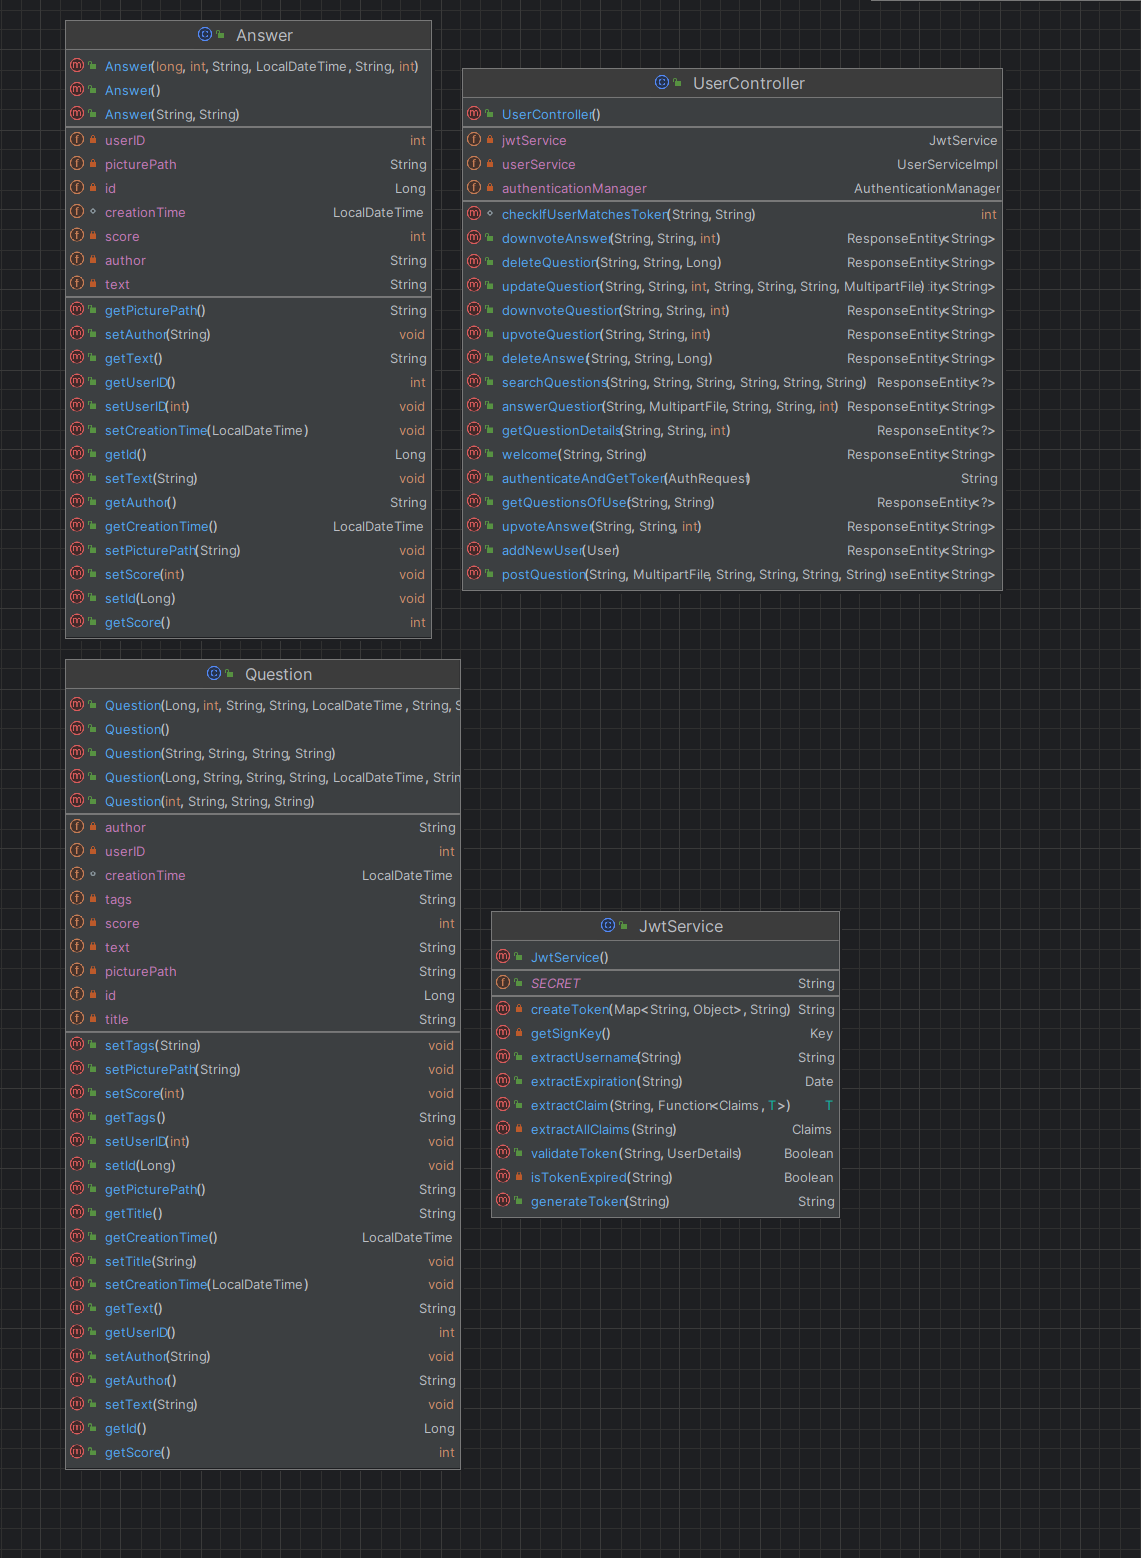 Answer
Answer(long, int, String, LocalDateTime, String, int)
Answer()
Answer(String, String)
userID int
picturePath String
id Long
creationTime LocalDateTime
score int
author String
text String
getPicturePath() String
setAuthor(String) void
getText() String
getUserID() int
setUserID(int) void
setCreationTime(LocalDateTime) void
getId() Long
setText(String) void
getAuthor() String
getCreationTime() LocalDateTime
setPicturePath(String) void
setScore(int) void
setId(Long) void
getScore() int
UserController
UserController()
jwtService JwtService
userService UserServiceImpl
authenticationManager AuthenticationManager
checkIfUserMatchesToken(String, String) int
downvoteAnswer(String, String, int) ResponseEntity<String>
deleteQuestion(String, String, Long) ResponseEntity<String>
updateQuestion(String, String, int, String, String, String, MultipartFile) ity<String>
downvoteQuestion(String, String, int) ResponseEntity<String>
upvoteQuestion(String, String, int) ResponseEntity<String>
deleteAnswer(String, String, Long) ResponseEntity<String>
searchQuestions(String, String, String, String, String, String) ResponseEntity<?>
answerQuestion(String, MultipartFile, String, String, int) ResponseEntity<String>
getQuestionDetails(String, String, int) ResponseEntity<?>
welcome(String, String) ResponseEntity<String>
authenticateAndGetToken(AuthRequest) String
getQuestionsOfUser(String, String) ResponseEntity<?>
upvoteAnswer(String, String, int) ResponseEntity<String>
addNewUser(User) ResponseEntity<String>
postQuestion(String, MultipartFile, String, String, String, String) seEntity<String>
Question
Question(Long, int, String, String, LocalDateTime, String, S
Question()
Question(String, String, String, String)
Question(Long, String, String, String, LocalDateTime, Strin
Question(int, String, String, String)
author String
userID int
creationTime LocalDateTime
tags String
score int
text String
picturePath String
id Long
title String
setTags(String) void
setPicturePath(String) void
setScore(int) void
getTags() String
setUserID(int) void
setId(Long) void
getPicturePath() String
getTitle() String
getCreationTime() LocalDateTime
setTitle(String) void
setCreationTime(LocalDateTime) void
getText() String
getUserID() int
setAuthor(String) void
getAuthor() String
setText(String) void
getId() Long
getScore() int
JwtService
JwtService()
SECRET String
createToken(Map<String, Object>, String) String
getSignKey() Key
extractUsername(String) String
extractExpiration(String) Date
extractClaim(String, Function<Claims, T>) T
extractAllClaims(String) Claims
validateToken(String, UserDetails) Boolean
isTokenExpired(String) Boolean
generateToken(String) String